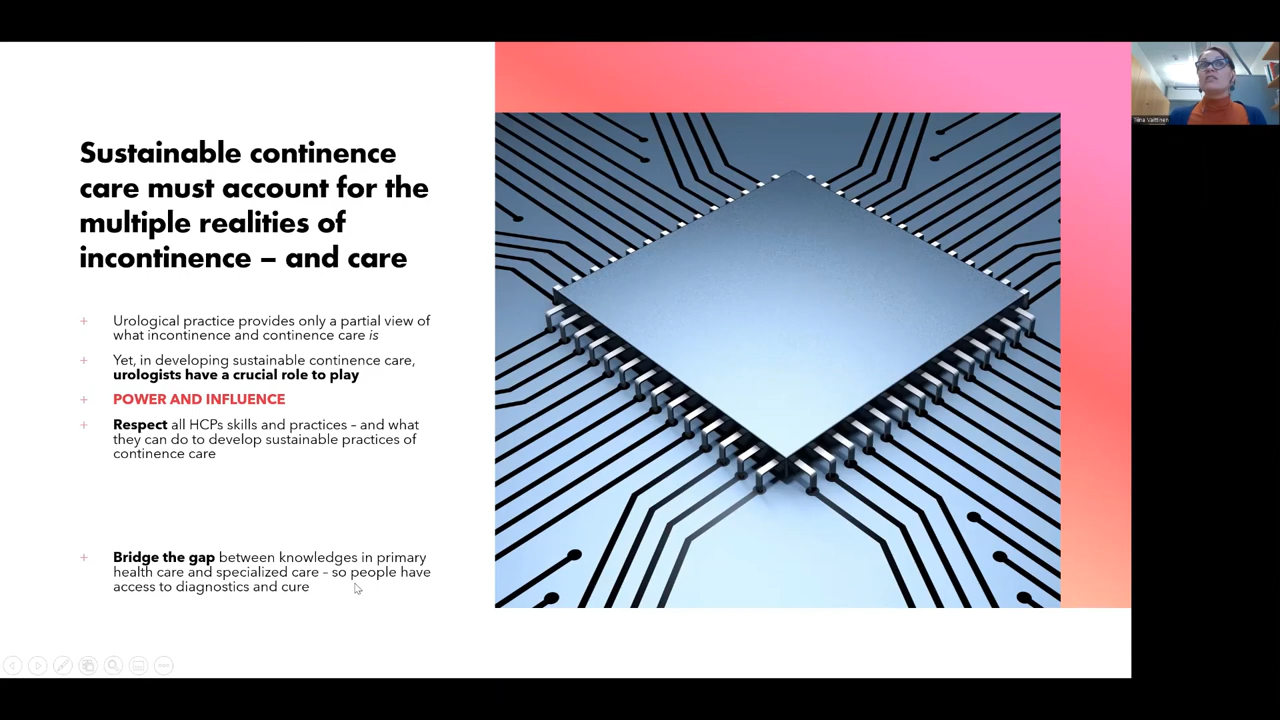 Sustainable continence
care must account for the
multiple realities of
incontinence – and care
+ Urological practice provides only a partial view of
what incontinence and continence care is
+ Yet, in developing sustainable continence care,
urologists have a crucial role to play
+ POWER AND INFLUENCE
+ Respect all HCPs skills and practices – and what
they can do to develop sustainable practices of
continence care
+ Bridge the gap between knowledges in primary
health care and specialized care – so people have
access to diagnostics and cure
Tiina Vaittinen